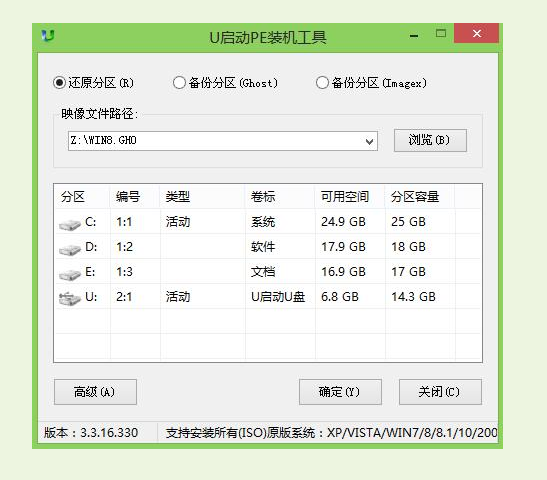 U启动PE装机工具
还原分区(R) 备份分区(Ghost) 备份分区(Imagex)
映像文件路径:
Z:\WIN8.GHO 浏览(B)
分区 编号 类型 卷标 可用空间 分区容量
C: 1:1 活动 系统 24.9 GB 25 GB
D: 1:2 软件 17.9 GB 18 GB
E: 1:3 文档 16.9 GB 17 GB
U: 2:1 活动 U启动U盘 6.8 GB 14.3 GB
高级(A) 确定(Y) 关闭(C)
版本：3.3.16.330 支持安装所有(ISO)原版系统：XP/VISTA/WIN7/8/8.1/10/200